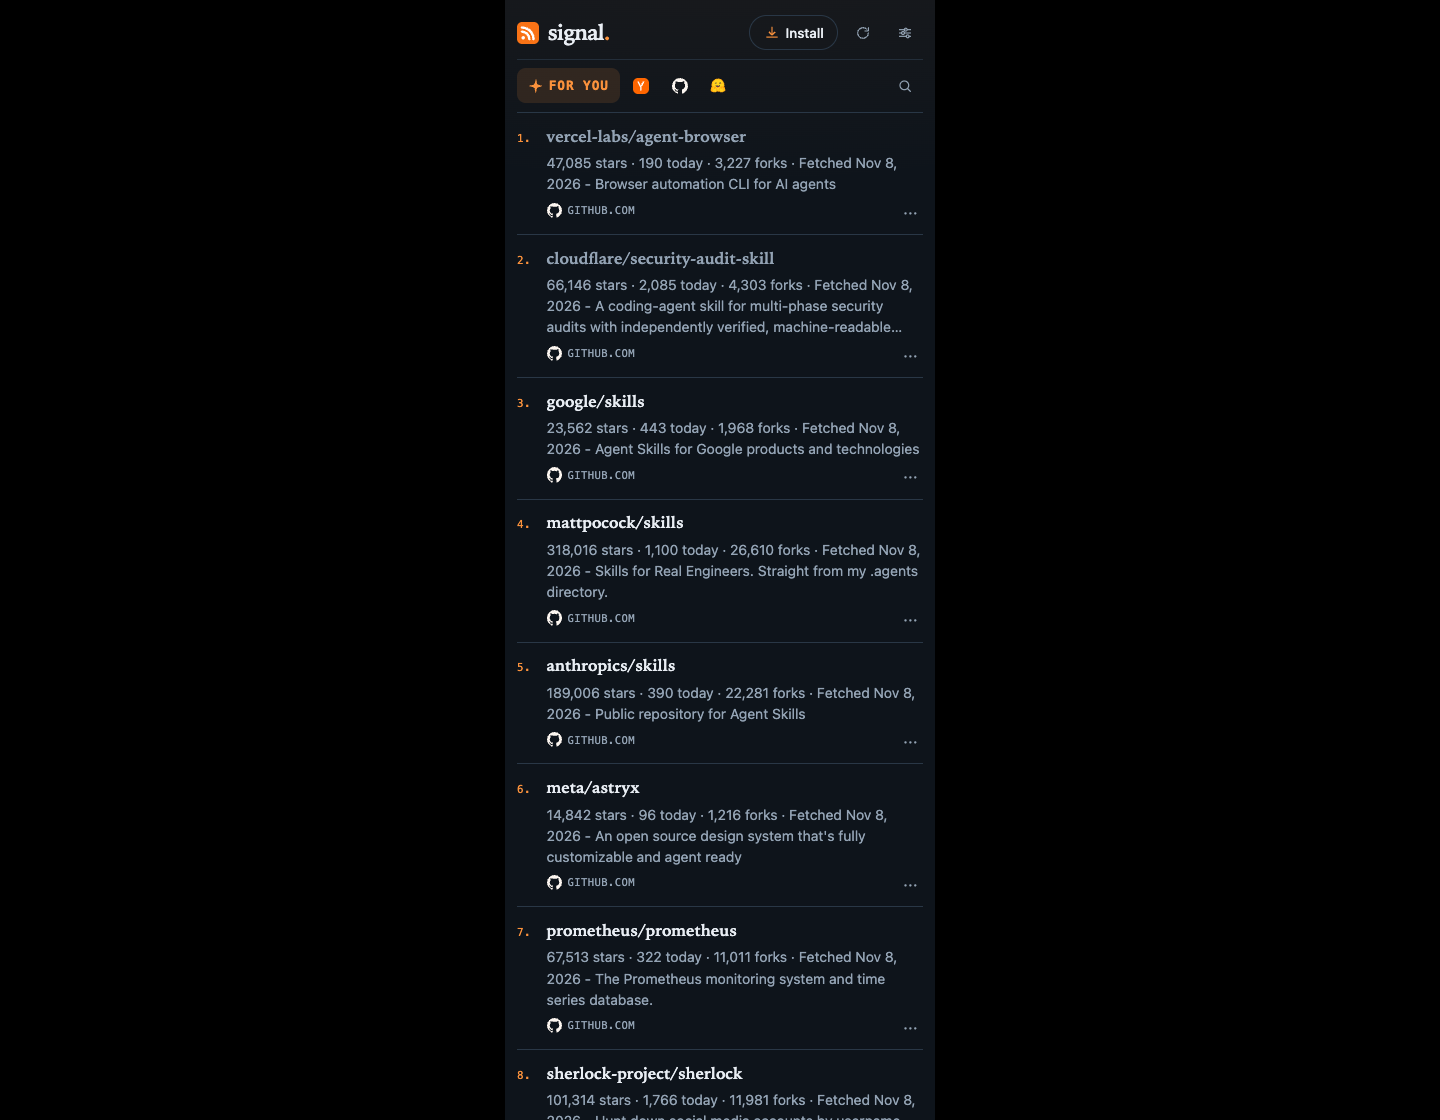 signal.
Install
FOR YOU
Y
1.
vercel-labs/agent-browser
47,085 stars · 190 today · 3,227 forks · Fetched Nov 8,
2026 - Browser automation CLI for AI agents
GITHUB.COM
2.
cloudflare/security-audit-skill
66,146 stars · 2,085 today · 4,303 forks · Fetched Nov 8,
2026 - A coding-agent skill for multi-phase security
audits with independently verified, machine-readable...
GITHUB.COM
3.
google/skills
23,562 stars · 443 today · 1,968 forks · Fetched Nov 8,
2026 - Agent Skills for Google products and technologies
GITHUB.COM
4.
mattpocock/skills
318,016 stars · 1,100 today · 26,610 forks · Fetched Nov 8,
2026 - Skills for Real Engineers. Straight from my .agents
directory.
GITHUB.COM
5.
anthropics/skills
189,006 stars · 390 today · 22,281 forks · Fetched Nov 8,
2026 - Public repository for Agent Skills
GITHUB.COM
6.
meta/astryx
14,842 stars · 96 today · 1,216 forks · Fetched Nov 8,
2026 - An open source design system that's fully
customizable and agent ready
GITHUB.COM
7.
prometheus/prometheus
67,513 stars · 322 today · 11,011 forks · Fetched Nov 8,
2026 - The Prometheus monitoring system and time
series database.
GITHUB.COM
8.
sherlock-project/sherlock
101,314 stars · 1,766 today · 11,981 forks · Fetched Nov 8,
2026 - Hunt down social media accounts by username